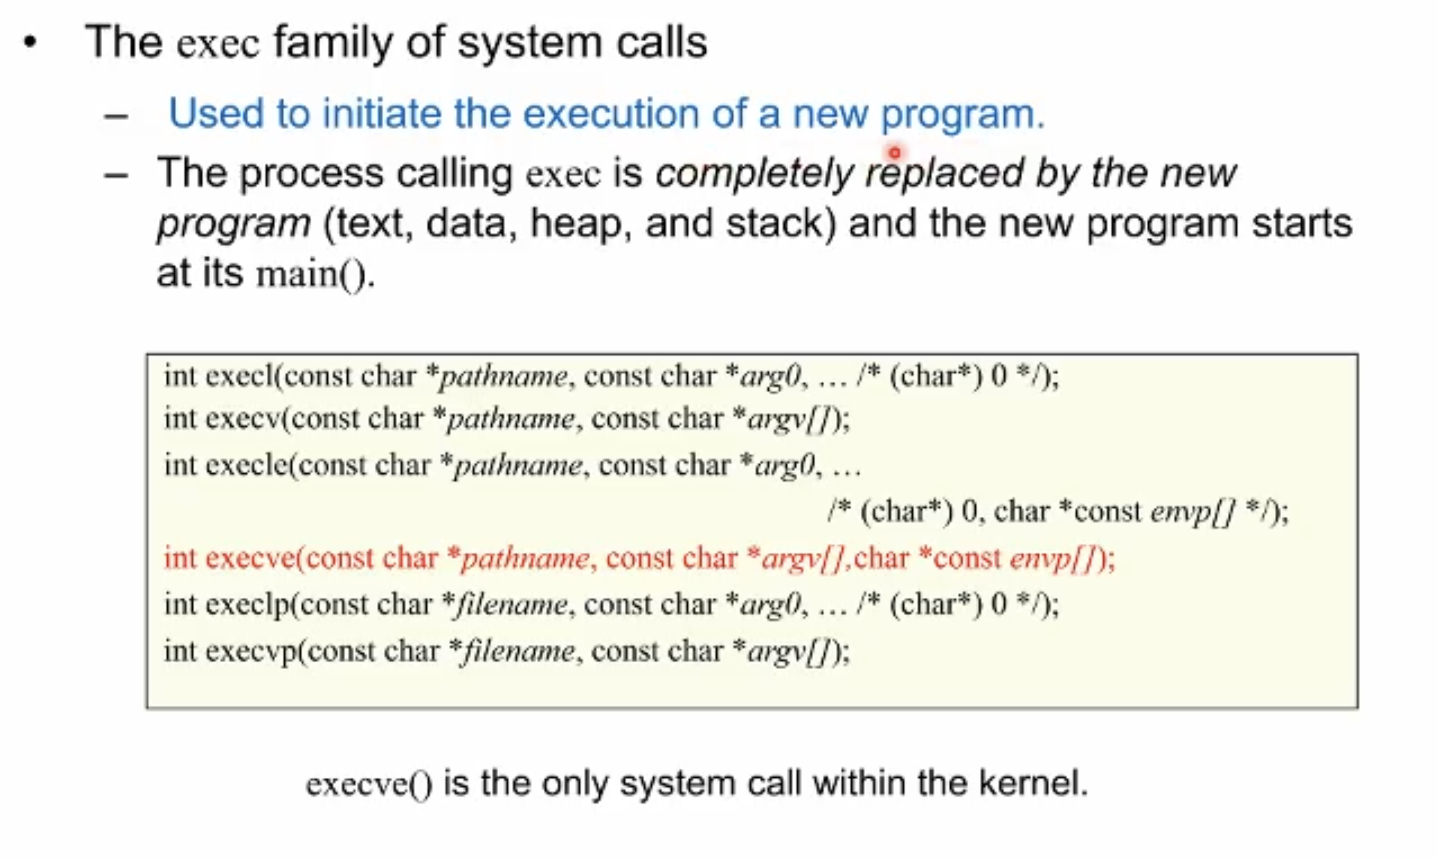 • The exec family of system calls
– Used to initiate the execution of a new program.
– The process calling exec is completely replaced by the new
program (text, data, heap, and stack) and the new program starts
at its main().
int execl(const char *pathname, const char *arg0, … /* (char*) 0 */);
int execv(const char *pathname, const char *argv[]);
int execle(const char *pathname, const char *arg0, …
/* (char*) 0, char *const envp[] */);
int execve(const char *pathname, const char *argv[],char *const envp[]);
int execlp(const char *filename, const char *arg0, … /* (char*) 0 */);
int execvp(const char *filename, const char *argv[]);
execve() is the only system call within the kernel.